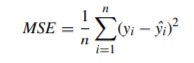 MSE = \frac{1}{n} \sum_{i=1}^{n} (y_i - \hat{y}_i)^2